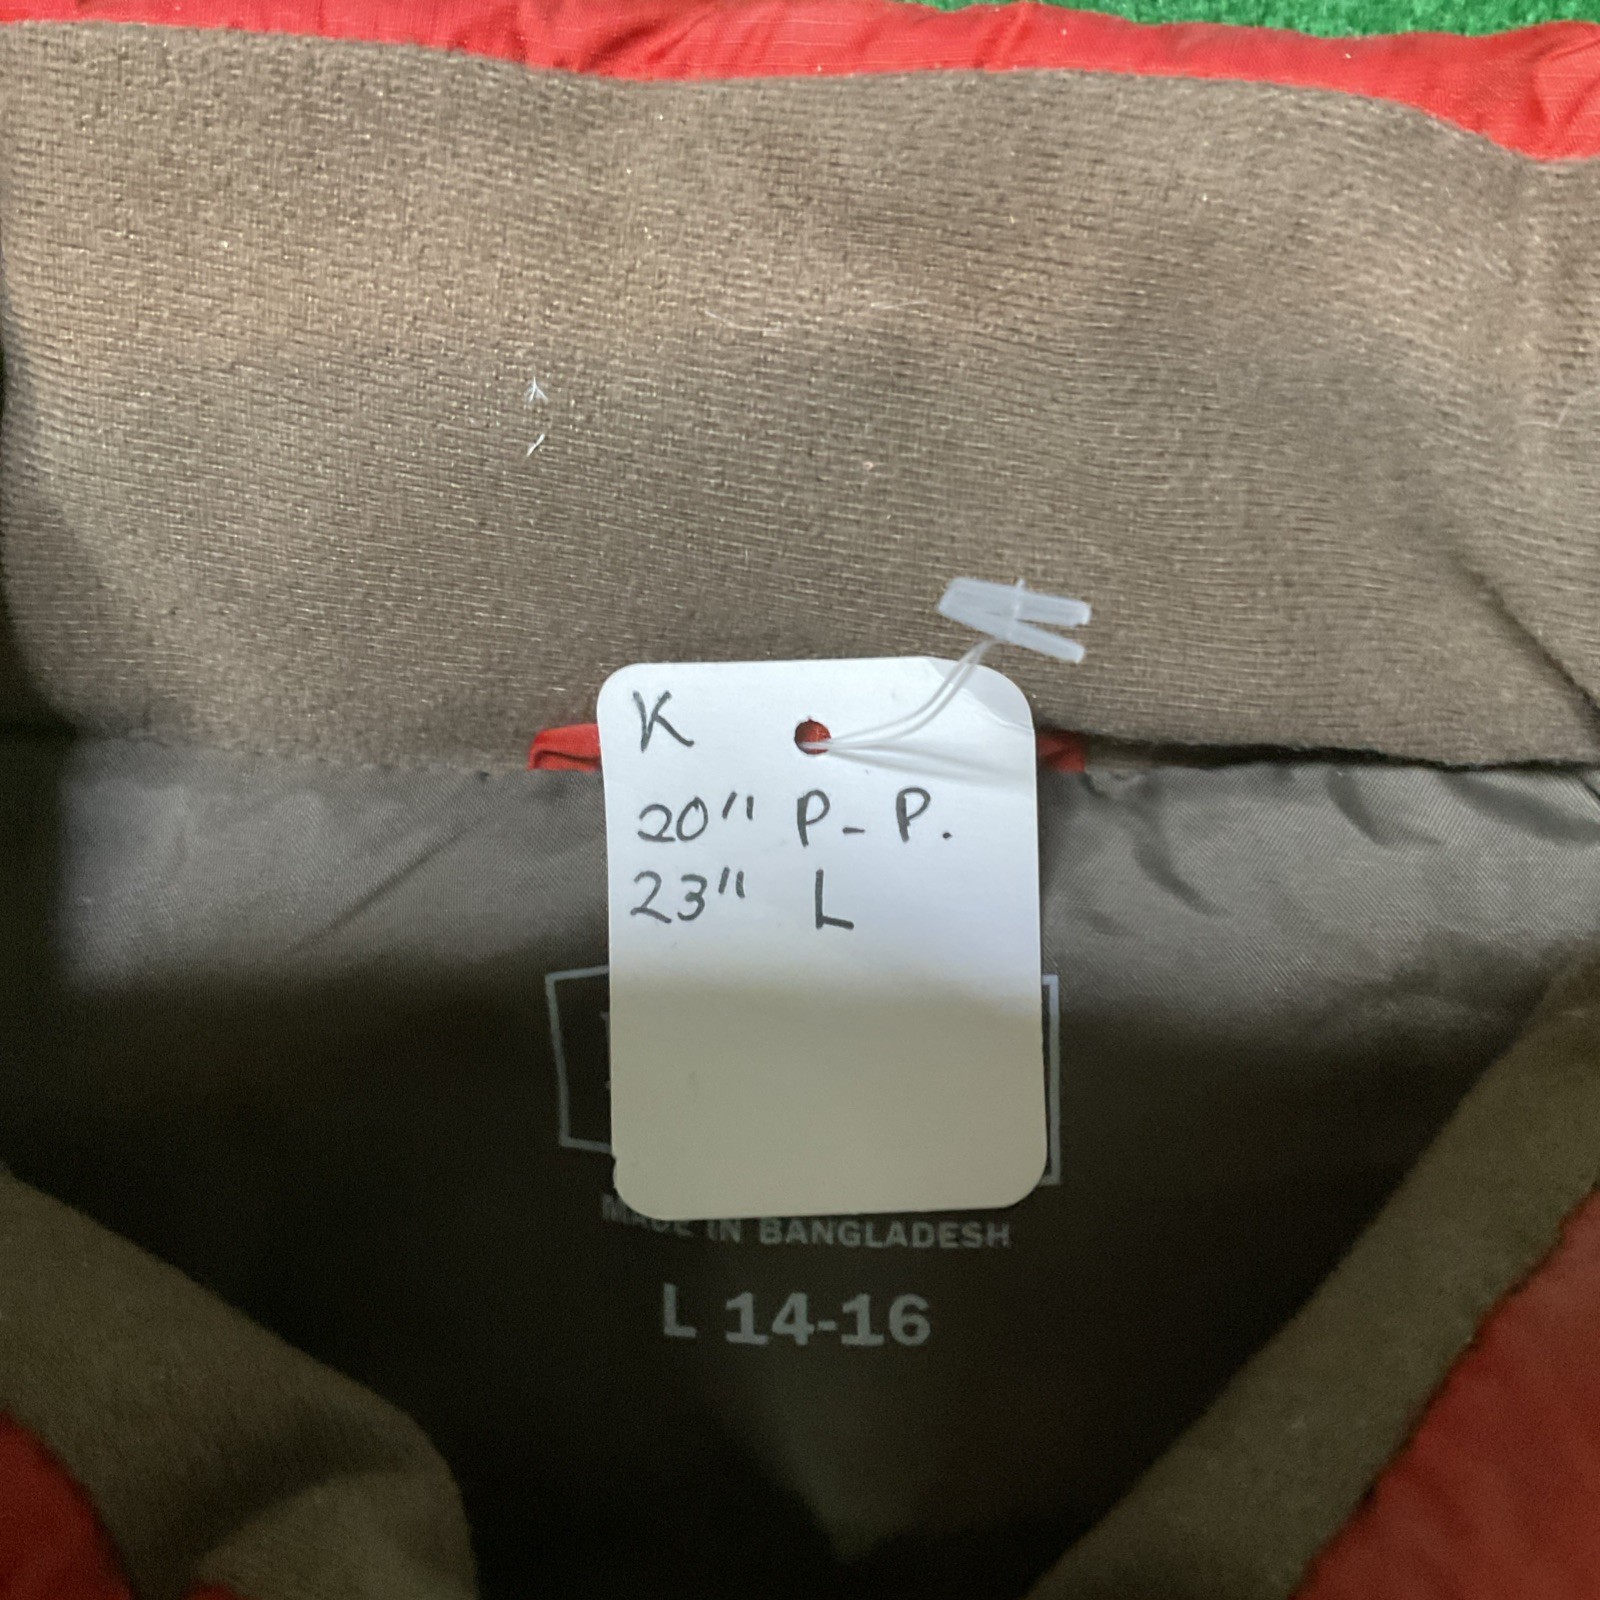 K
20" P - P.
23" L
MADE IN BANGLADESH
L 14-16